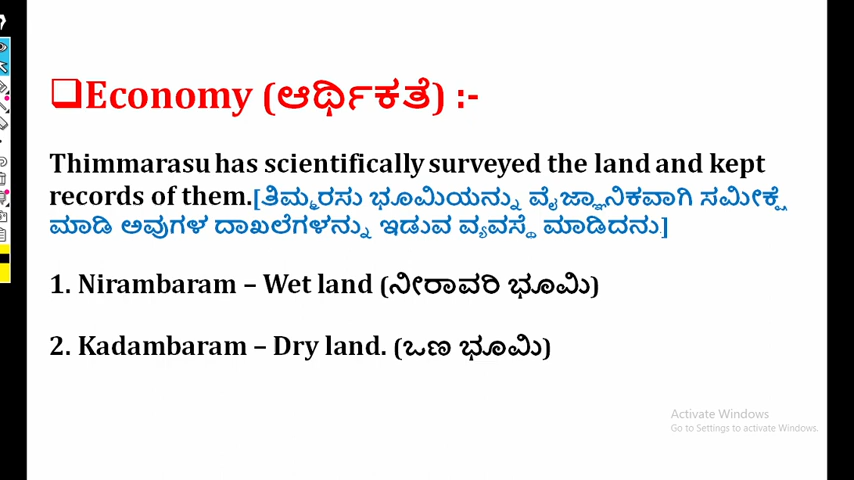 ❑Economy (ಆರ್ಥಿಕತೆ) :-
Thimmarasu has scientifically surveyed the land and kept
records of them.[ತಿಮ್ಮರಸು ಭೂಮಿಯನ್ನು ವೈಜ್ಞಾನಿಕವಾಗಿ ಸಮೀಕ್ಷೆ
ಮಾಡಿ ಅವುಗಳ ದಾಖಲೆಗಳನ್ನು ಇಡುವ ವ್ಯವಸ್ಥೆ ಮಾಡಿದನು.]
1. Nirambaram – Wet land (ನೀರಾವರಿ ಭೂಮಿ)
2. Kadambaram – Dry land. (ಒಣ ಭೂಮಿ)
Activate Windows
Go to Settings to activate Windows.